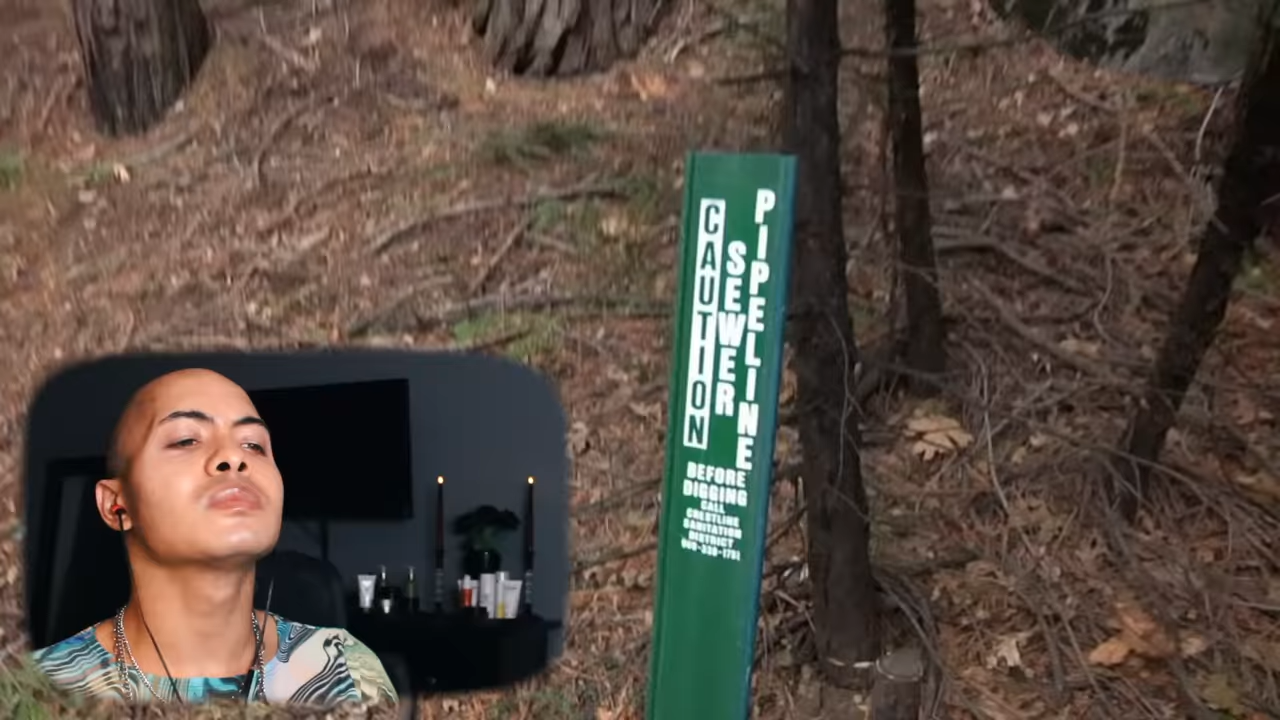 CAUTION
SEWER
PIPELINE
BEFORE
DIGGING
CALL
CRESTLINE
SANITATION
DISTRICT